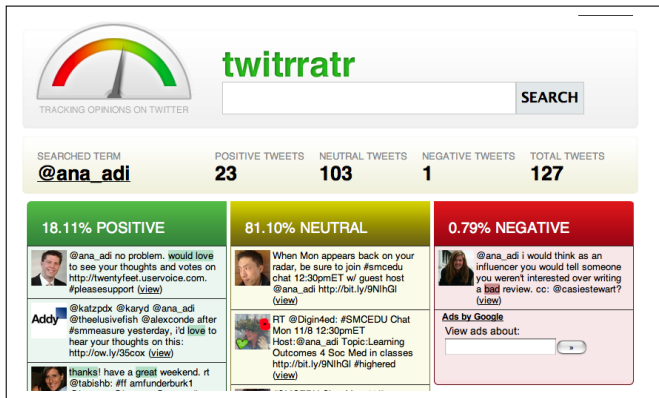 twitrratr
TRACKING OPINIONS ON TWITTER
SEARCH
SEARCHED TERM
@ana_adi
POSITIVE TWEETS
23
NEUTRAL TWEETS
103
NEGATIVE TWEETS
1
TOTAL TWEETS
127
18.11% POSITIVE
@ana_adi no problem. would love
to see your thoughts and votes on
http://twentyfeet.uservoice.com.
#pleasesupport (view)
Addy
@katzpdx @karyd @ana_adi
@theelusivefish @alexconde after
#smmeasure yesterday, i'd love to
hear your thoughts on this:
http://ow.ly/35cox (view)
thanks! have a great weekend. rt
@tabishb: #ff amfunderburk1
81.10% NEUTRAL
When Mon appears back on your
radar, be sure to join #smcedu
chat 12:30pmET w/ guest host
@ana_adi http://bit.ly/9NlhGl
(view)
RT @Digin4ed: #SMCEDU Chat
Mon 11/8 12:30pmET
Host:@ana_adi Topic:Learning
Outcomes 4 Soc Med in classes
http://bit.ly/9NlhGl #highered
(view)
0.79% NEGATIVE
@ana_adi i would think as an
influencer you would tell someone
you weren't interested over writing
a bad review. cc: @casiestewart?
(view)
Ads by Google
View ads about:
»